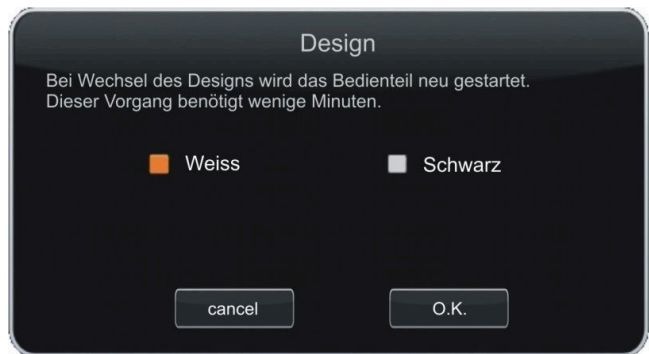 Design
Bei Wechsel des Designs wird das Bedienteil neu gestartet.
Dieser Vorgang benötigt wenige Minuten.
Weiss Schwarz
cancel O.K.